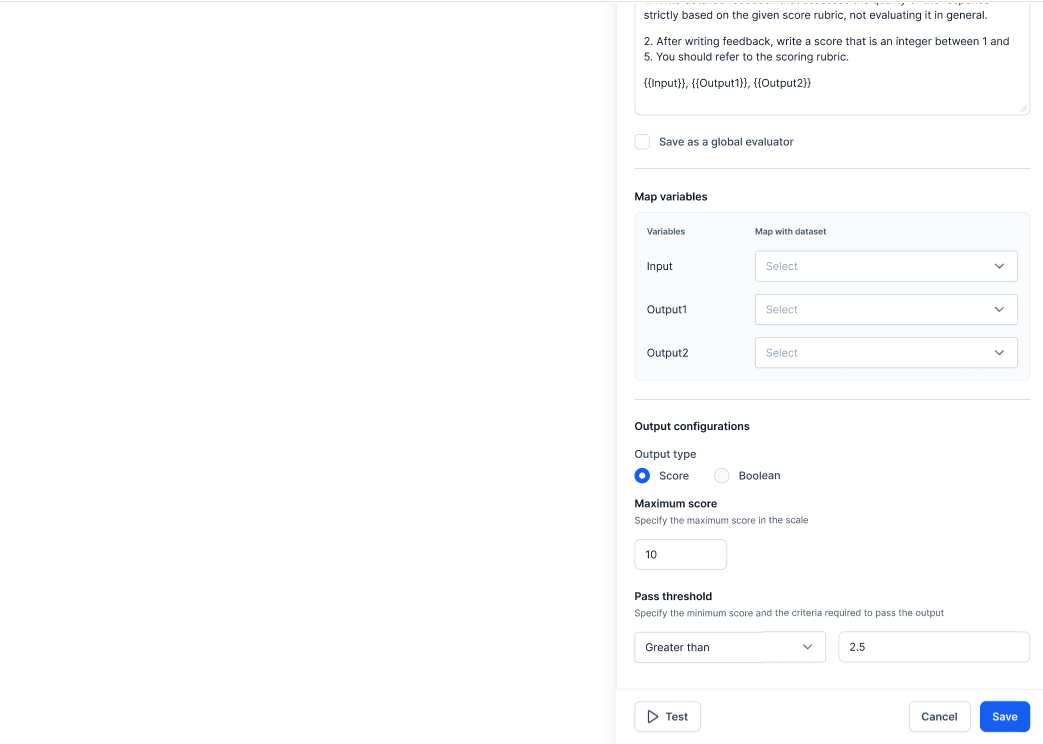 strictly based on the given score rubric, not evaluating it in general.
2. After writing feedback, write a score that is an integer between 1 and
5. You should refer to the scoring rubric.
{{Input}}, {{Output1}}, {{Output2}}
Save as a global evaluator
Map variables
Variables Map with dataset
Input Select
Output1 Select
Output2 Select
Output configurations
Output type
Score Boolean
Maximum score
Specify the maximum score in the scale
10
Pass threshold
Specify the minimum score and the criteria required to pass the output
Greater than 2.5
Test Cancel Save